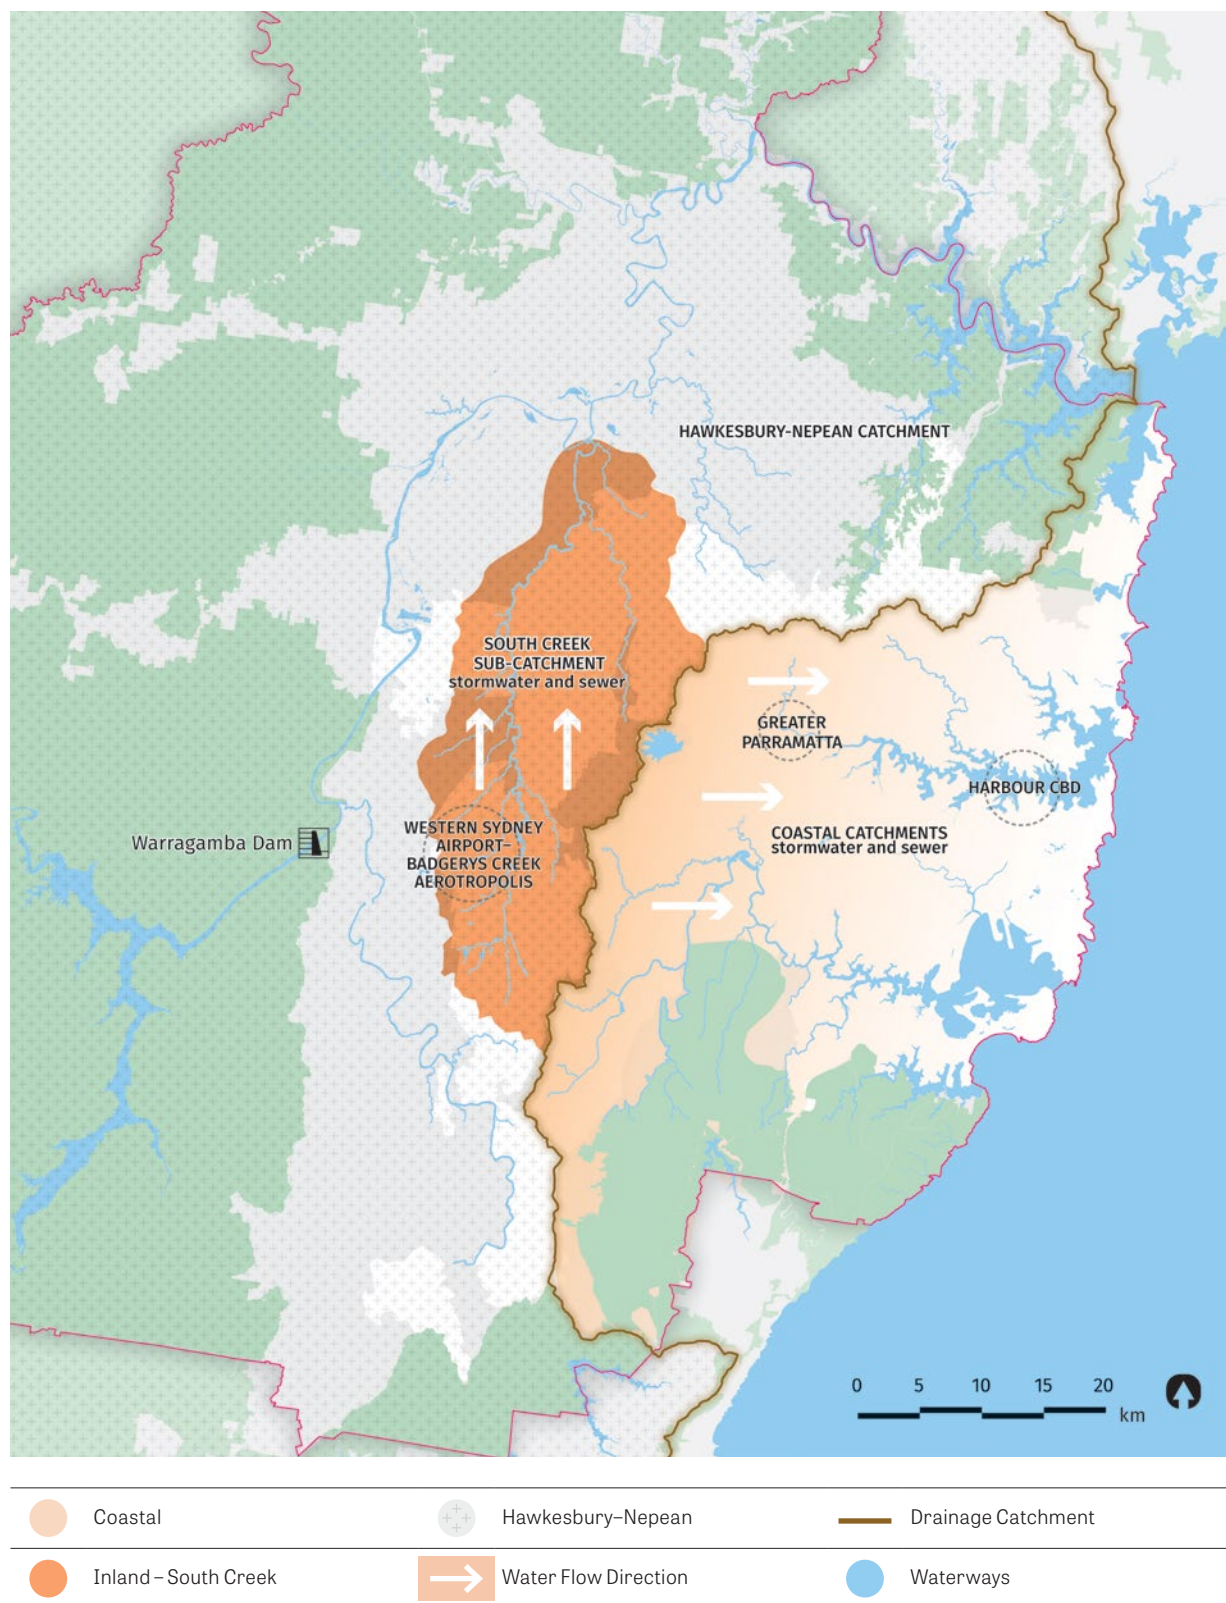 HAWKESBURY-NEPEAN CATCHMENT
SOUTH CREEK
SUB-CATCHMENT
stormwater and sewer
GREATER
PARRAMATTA
HARBOUR CBD
Warragamba Dam
WESTERN SYDNEY
AIRPORT–
BADGERYS CREEK
AEROTROPOLIS
COASTAL CATCHMENTS
stormwater and sewer
0 5 10 15 20
km
Coastal
Hawkesbury–Nepean
Drainage Catchment
Inland – South Creek
Water Flow Direction
Waterways